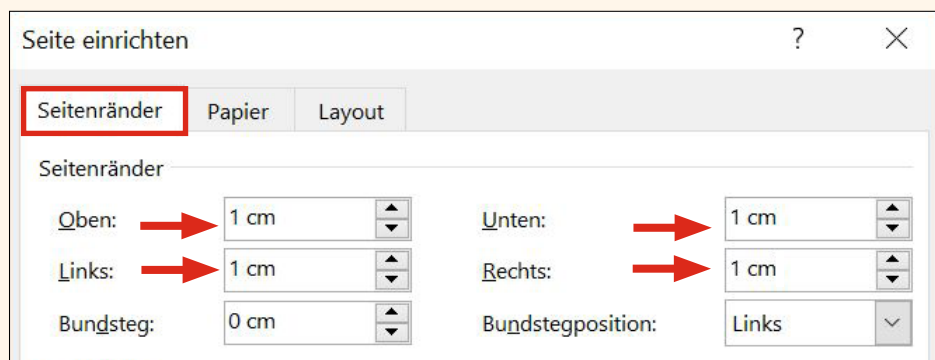 Seite einrichten ?
Seitenränder Papier Layout
Seitenränder
Oben: 1 cm Unten: 1 cm
Links: 1 cm Rechts: 1 cm
Bundsteg: 0 cm Bundstegposition: Links